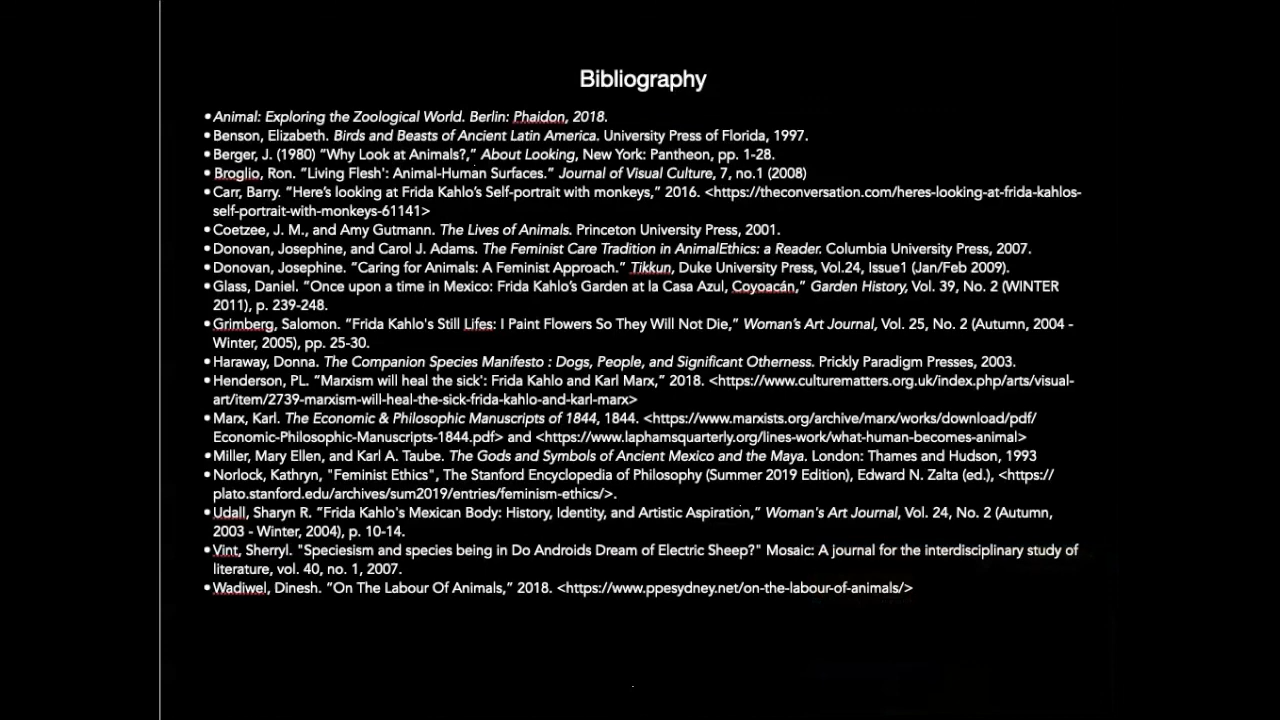 Bibliography
•Animal: Exploring the Zoological World. Berlin: Phaidon, 2018.
•Benson, Elizabeth. Birds and Beasts of Ancient Latin America. University Press of Florida, 1997.
•Berger, J. (1980) “Why Look at Animals?,” About Looking, New York: Pantheon, pp. 1-28.
•Broglio, Ron. “Living Flesh': Animal-Human Surfaces.” Journal of Visual Culture, 7, no.1 (2008)
•Carr, Barry. “Here’s looking at Frida Kahlo’s Self-portrait with monkeys,” 2016. <https://theconversation.com/heres-looking-at-frida-kahlos-
self-portrait-with-monkeys-61141>
•Coetzee, J. M., and Amy Gutmann. The Lives of Animals. Princeton University Press, 2001.
•Donovan, Josephine, and Carol J. Adams. The Feminist Care Tradition in AnimalEthics: a Reader. Columbia University Press, 2007.
•Donovan, Josephine. “Caring for Animals: A Feminist Approach.” Tikkun, Duke University Press, Vol.24, Issue1 (Jan/Feb 2009).
•Glass, Daniel. “Once upon a time in Mexico: Frida Kahlo’s Garden at la Casa Azul, Coyoacán,” Garden History, Vol. 39, No. 2 (WINTER
2011), p. 239-248.
•Grimberg, Salomon. “Frida Kahlo's Still Lifes: I Paint Flowers So They Will Not Die,” Woman’s Art Journal, Vol. 25, No. 2 (Autumn, 2004 -
Winter, 2005), pp. 25-30.
•Haraway, Donna. The Companion Species Manifesto : Dogs, People, and Significant Otherness. Prickly Paradigm Presses, 2003.
•Henderson, PL. “Marxism will heal the sick': Frida Kahlo and Karl Marx,” 2018. <https://www.culturematters.org.uk/index.php/arts/visual-
art/item/2739-marxism-will-heal-the-sick-frida-kahlo-and-karl-marx>
•Marx, Karl. The Economic & Philosophic Manuscripts of 1844, 1844. <https://www.marxists.org/archive/marx/works/download/pdf/
Economic-Philosophic-Manuscripts-1844.pdf> and <https://www.laphamsquarterly.org/lines-work/what-human-becomes-animal>
•Miller, Mary Ellen, and Karl A. Taube. The Gods and Symbols of Ancient Mexico and the Maya. London: Thames and Hudson, 1993
•Norlock, Kathryn, "Feminist Ethics", The Stanford Encyclopedia of Philosophy (Summer 2019 Edition), Edward N. Zalta (ed.), <https://
plato.stanford.edu/archives/sum2019/entries/feminism-ethics/>.
•Udall, Sharyn R. “Frida Kahlo's Mexican Body: History, Identity, and Artistic Aspiration,” Woman's Art Journal, Vol. 24, No. 2 (Autumn,
2003 - Winter, 2004), p. 10-14.
•Vint, Sherryl. "Speciesism and species being in Do Androids Dream of Electric Sheep?" Mosaic: A journal for the interdisciplinary study of
literature, vol. 40, no. 1, 2007.
•Wadiwel, Dinesh. “On The Labour Of Animals,” 2018. <https://www.ppesydney.net/on-the-labour-of-animals/>